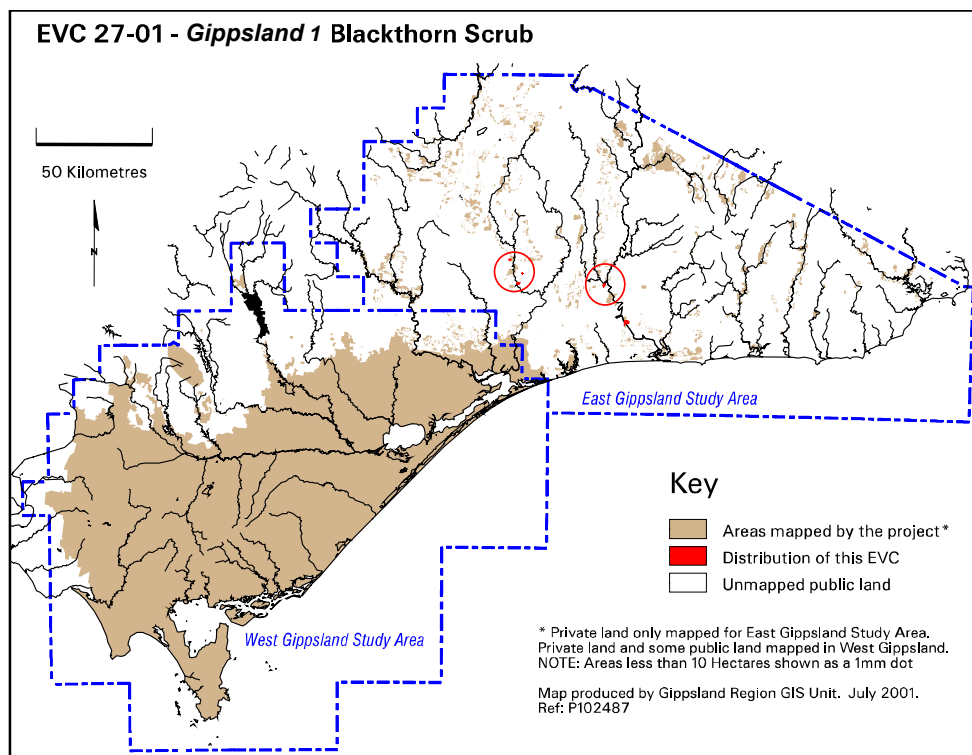 EVC 27-01 - Gippsland 1 Blackthorn Scrub
50 Kilometres
N
East Gippsland Study Area
West Gippsland Study Area
Key
Areas mapped by the project*
Distribution of this EVC
Unmapped public land
* Private land only mapped for East Gippsland Study Area.
Private land and some public land mapped in West Gippsland.
NOTE: Areas less than 10 Hectares shown as a 1mm dot
Map produced by Gippsland Region GIS Unit. July 2001.
Ref: P102487